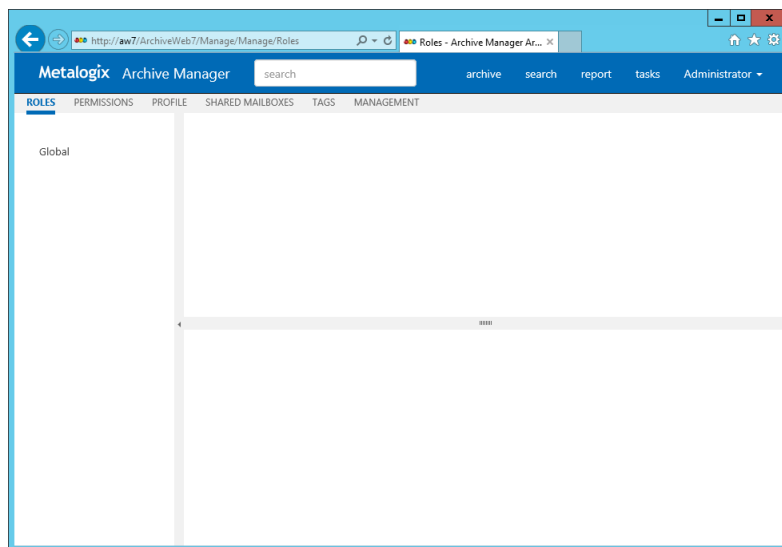 http://aw7/ArchiveWeb7/Manage/Manage/Roles
Roles - Archive Manager Ar...
Metalogix Archive Manager
search
archive search report tasks Administrator
ROLES PERMISSIONS PROFILE SHARED MAILBOXES TAGS MANAGEMENT
Global